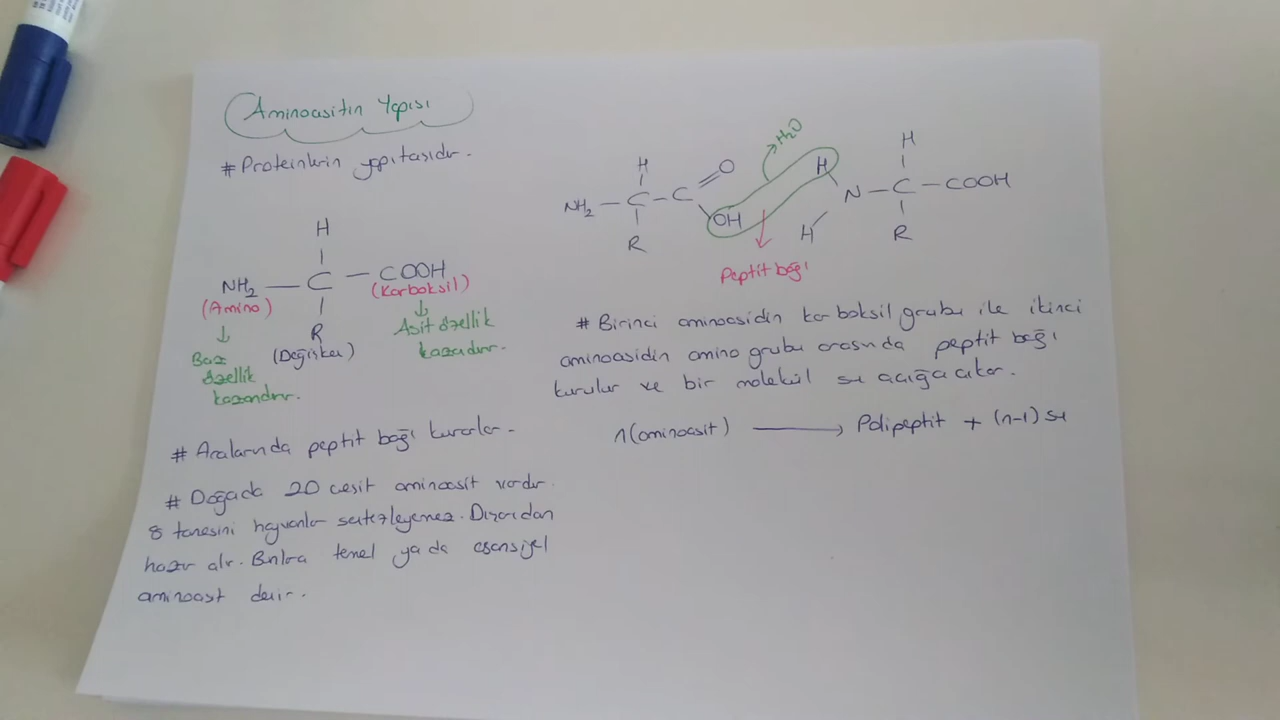 Aminoasitin Yapısı
# Proteinlerin yapıtaşıdır.
H
NH₂ — C — COOH
(Amino) (Karboksil)
R
(Değişken)
Baz
özellik
kazandırır.
Asit özellik
kazandırır.
# Aralarında peptit bağı kurarlar.
# Doğada 20 çeşit aminoasit vardır.
8 tanesini hayvanlar sentezleyemez. Dışarıdan
hazır alır. Bunlara temel ya da esansiyel
aminoasit denir.
H₂O
H O H H
NH₂ — C — C OH N — C — COOH
R H R
Peptit bağı
# Birinci aminoasidin karboksil grubu ile ikinci
aminoasidin amino grubu arasında peptit bağı
kurulur ve bir molekül su açığa çıkar.
n(aminoasit) → Polipeptit + (n-1) su